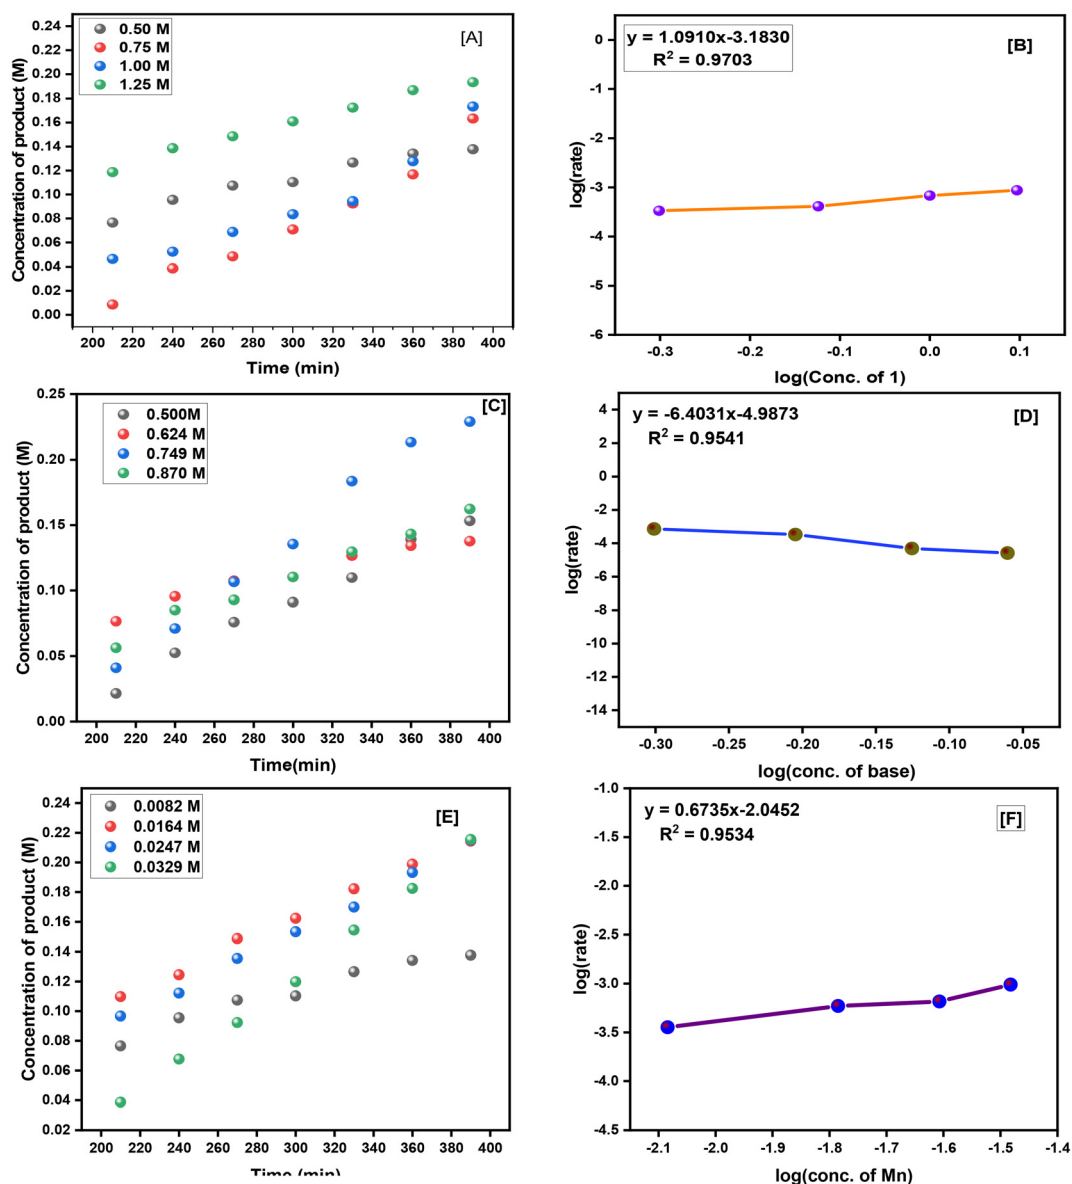 0.50 M
0.75 M
1.00 M
1.25 M
[A]
0.24
0.22
0.20
0.18
0.16
0.14
0.12
0.10
0.08
0.06
0.04
0.02
0.00
Concentration of product (M)
200 220 240 260 280 300 320 340 360 380 400
Time (min)
y = 1.0910x-3.1830
R² = 0.9703
[B]
0
-1
-2
-3
-4
-5
-6
log(rate)
-0.3 -0.2 -0.1 0.0 0.1
log(Conc. of 1)
0.500M
0.624 M
0.749 M
0.870 M
[C]
0.25
0.20
0.15
0.10
0.05
0.00
Concentration of product (M)
200 220 240 260 280 300 320 340 360 380 400
Time(min)
y = -6.4031x-4.9873
R² = 0.9541
[D]
4
2
0
-2
-4
-6
-8
-10
-12
-14
log(rate)
-0.30 -0.25 -0.20 -0.15 -0.10 -0.05
log(conc. of base)
0.0082 M
0.0164 M
0.0247 M
0.0329 M
[E]
0.24
0.22
0.20
0.18
0.16
0.14
0.12
0.10
0.08
0.06
0.04
0.02
Concentration of product (M)
200 220 240 260 280 300 320 340 360 380 400
Time (min)
y = 0.6735x-2.0452
R² = 0.9534
[F]
-1.0
-1.5
-2.0
-2.5
-3.0
-3.5
-4.0
-4.5
log(rate)
-2.1 -2.0 -1.9 -1.8 -1.7 -1.6 -1.5 -1.4
log(conc. of Mn)